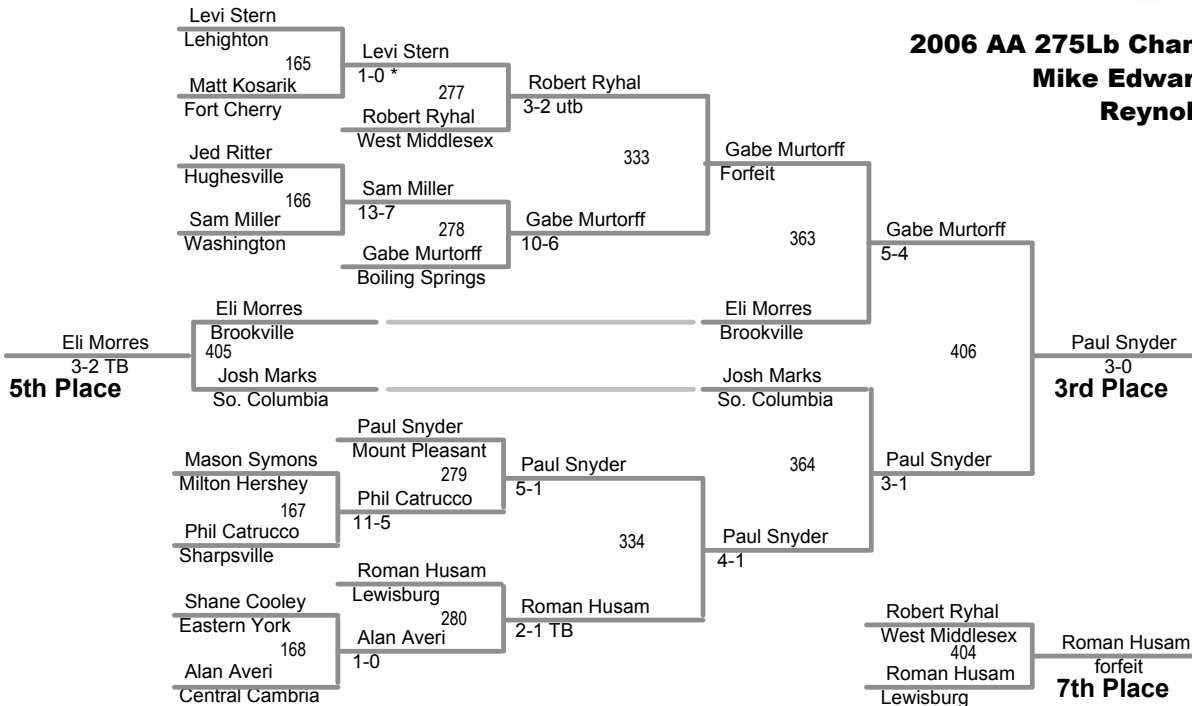 Levi Stern
Lehighton
165
Matt Kosarik
Fort Cherry
Levi Stern
1-0 *
277
Robert Ryhal
West Middlesex
Robert Ryhal
3-2 utb
Jed Ritter
Hughesville
166
Sam Miller
Washington
Sam Miller
13-7
278
Gabe Murtorff
Boiling Springs
Gabe Murtorff
10-6
333
Gabe Murtorff
Forfeit
363
Eli Morres
Brookville
Gabe Murtorff
5-4
2006 AA 275Lb Cham
Mike Edwar
Reynol
Eli Morres
3-2 TB
5th Place
Eli Morres
Brookville
405
Josh Marks
So. Columbia
Josh Marks
So. Columbia
406
Paul Snyder
3-0
3rd Place
Mason Symons
Milton Hershey
167
Phil Catrucco
Sharpsville
Paul Snyder
Mount Pleasant
279
Phil Catrucco
11-5
Paul Snyder
5-1
334
Shane Cooley
Eastern York
168
Alan Averi
Central Cambria
Roman Husam
Lewisburg
280
Alan Averi
1-0
Roman Husam
2-1 TB
Paul Snyder
4-1
364
Paul Snyder
3-1
Robert Ryhal
West Middlesex
404
Roman Husam
Lewisburg
Roman Husam
forfeit
7th Place